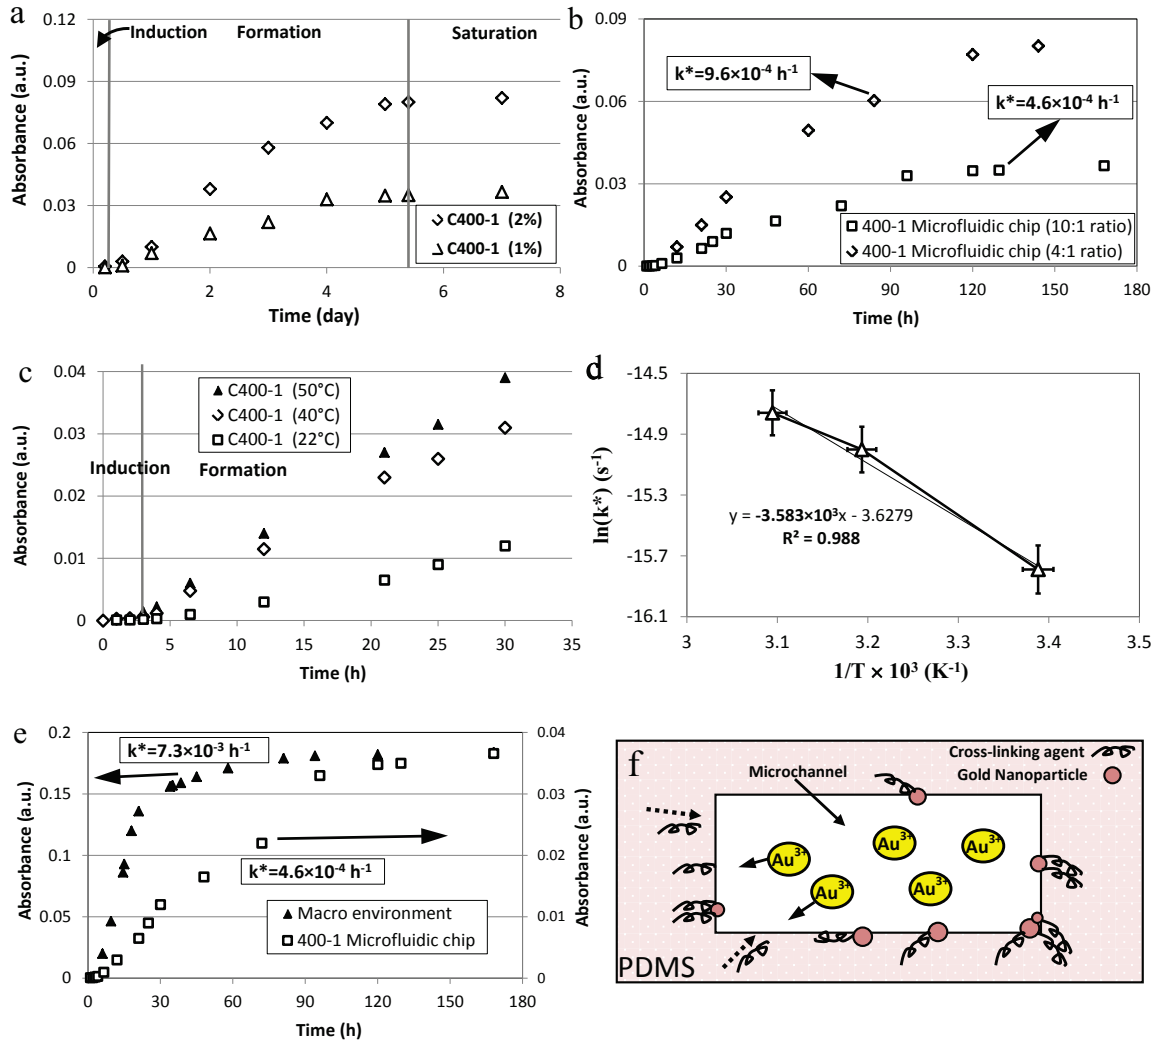 a
0.12
0.09
0.06
0.03
0
0 2 4 6 8
Absorbance (a.u.)
Time (day)
Induction Formation Saturation
C400-1 (2%)
C400-1 (1%)
b
0.09
0.06
0.03
0
0 30 60 90 120 150 180
Absorbance (a.u.)
Time (h)
k*=9.6×10-4 h-1
k*=4.6×10-4 h-1
400-1 Microfluidic chip (10:1 ratio)
400-1 Microfluidic chip (4:1 ratio)
c
0.04
0.03
0.02
0.01
0
0 5 10 15 20 25 30 35
Absorbance (a.u.)
Time (h)
C400-1 (50°C)
C400-1 (40°C)
C400-1 (22°C)
Induction Formation
d
-14.5
-14.9
-15.3
-15.7
-16.1
3 3.1 3.2 3.3 3.4 3.5
ln(k*) (s-1)
1/T × 10³ (K-1)
y = -3.583×10³x - 3.6279
R² = 0.988
e
0.2
0.15
0.1
0.05
0
0.04
0.03
0.02
0.01
0
0 30 60 90 120 150 180
Absorbance (a.u.)
Absorbance (a.u.)
Time (h)
k*=7.3×10-3 h-1
k*=4.6×10-4 h-1
Macro environment
400-1 Microfluidic chip
f
Cross-linking agent
Gold Nanoparticle
Microchannel
Au3+
Au3+
Au3+
Au3+
Au3+
PDMS